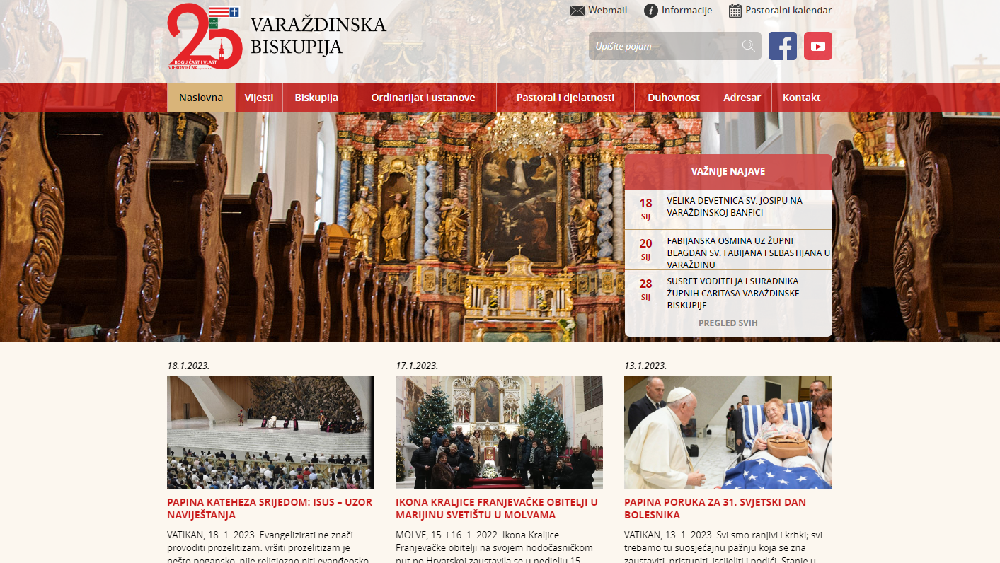 25
BOGU ČAST I VLAST
VJEKOVJEČNA
VARAŽDINSKA
BISKUPIJA
Webmail
Informacije
Pastoralni kalendar
Upišite pojam
Naslovna
Vijesti
Biskupija
Ordinarijat i ustanove
Pastoral i djelatnosti
Duhovnost
Adresar
Kontakt
VAŽNIJE NAJAVE
18
SIJ
VELIKA DEVETNICA SV. JOSIPU NA
VARAŽDINSKOJ BANFICI
20
SIJ
FABIJANSKA OSMINA UZ ŽUPNI
BLAGDAN SV. FABIJANA I SEBASTIJANA U
VARAŽDINU
28
SIJ
SUSRET VODITELJA I SURADNIKA
ŽUPNIH CARITASA VARAŽDINSKE
BISKUPIJE
PREGLED SVIH
18.1.2023.
PAPINA KATEHEZA SRIJEDOM: ISUS – UZOR
NAVIJEŠTANJA
VATIKAN, 18. 1. 2023. Evangelizirati ne znači
provoditi prozelitizam: vršiti prozelitizam je
nešto pogansko, nije religiozno niti evanđeosko.
17.1.2023.
IKONA KRALJICE FRANJEVAČKE OBITELJI U
MARIJINU SVETIŠTU U MOLVAMA
MOLVE, 15. i 16. 1. 2022. Ikona Kraljice
Franjevačke obitelji na svojem hodočasničkom
put po Hrvatskoj zaustavila se u nedjelju 15.
13.1.2023.
PAPINA PORUKA ZA 31. SVJETSKI DAN
BOLESNIKA
VATIKAN, 13. 1. 2023. Svi smo ranjivi i krhki; svi
trebamo tu suosjećajnu pažnju koja se zna
zaustaviti, pristupiti, iscijeliti i podići. Stanje u